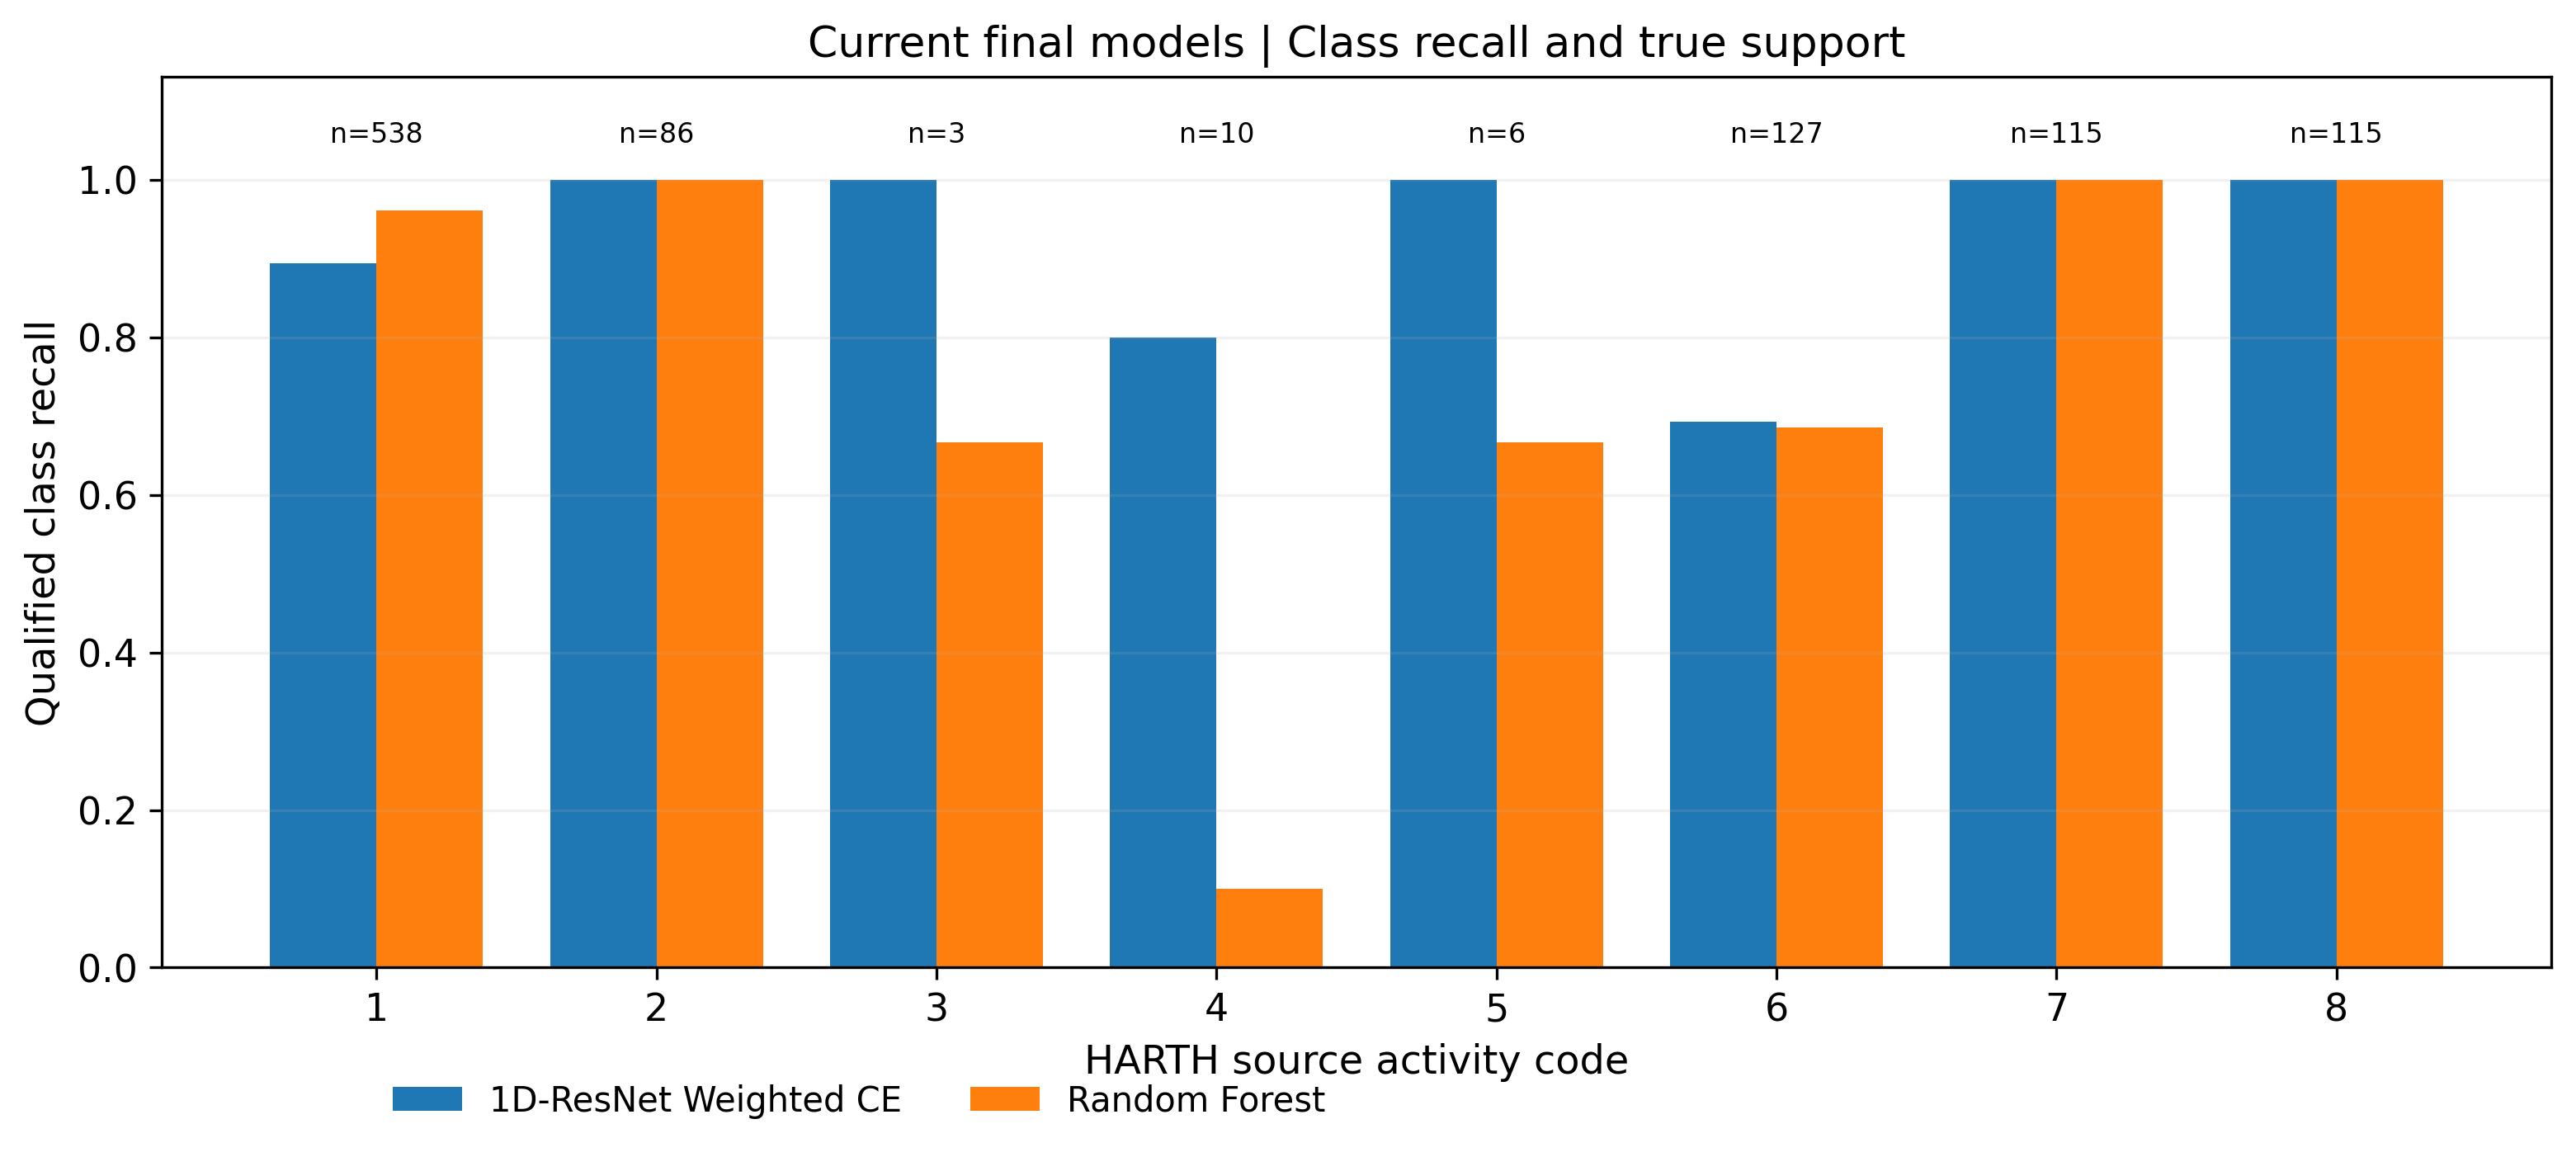 Current final models | Class recall and true support
n=538 n=86 n=3 n=10 n=6 n=127 n=115 n=115
Qualified class recall
1.0
0.8
0.6
0.4
0.2
0.0
1 2 3 4 5 6 7 8
HARTH source activity code
1D-ResNet Weighted CE Random Forest